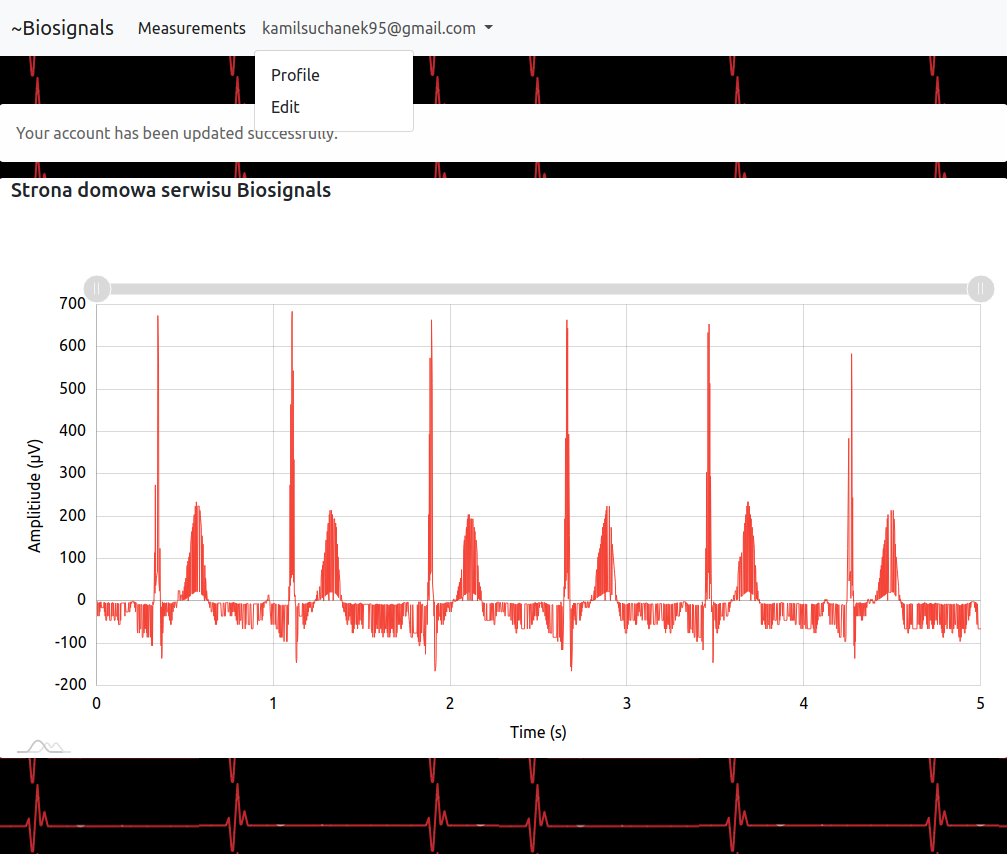 ~Biosignals Measurements kamilsuchanek95@gmail.com
Profile
Edit
Your account has been updated successfully.
Strona domowa serwisu Biosignals
700
600
500
400
300
200
100
0
-100
-200
Amplitiude (µV)
0 1 2 3 4 5
Time (s)